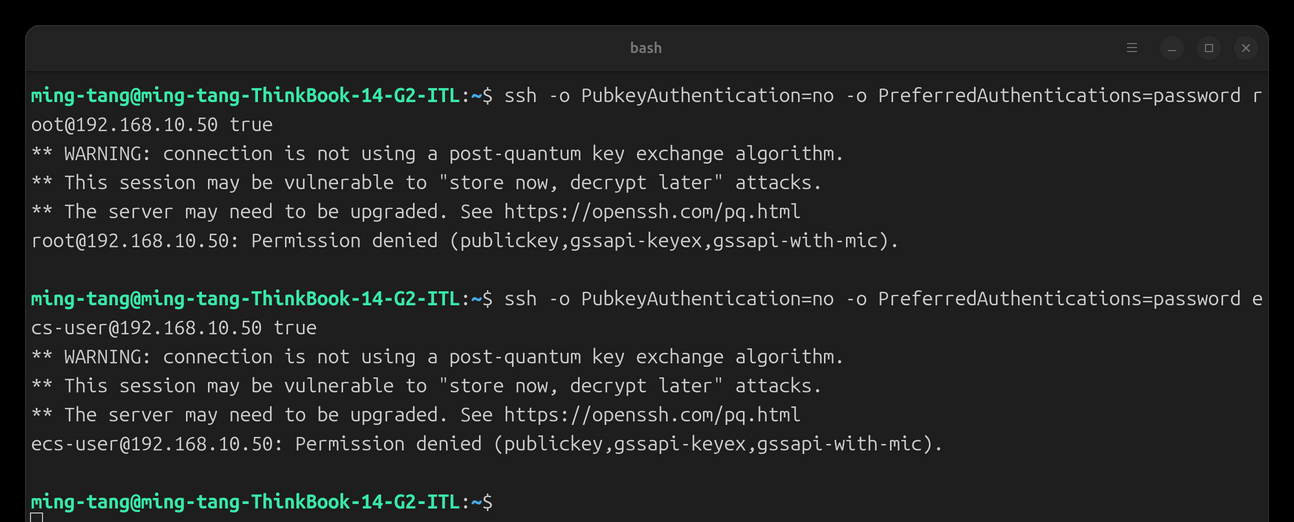 bash
ming-tang@ming-tang-ThinkBook-14-G2-ITL:~$ ssh -o PubkeyAuthentication=no -o PreferredAuthentications=password r
oot@192.168.10.50 true
** WARNING: connection is not using a post-quantum key exchange algorithm.
** This session may be vulnerable to "store now, decrypt later" attacks.
** The server may need to be upgraded. See https://openssh.com/pq.html
root@192.168.10.50: Permission denied (publickey,gssapi-keyex,gssapi-with-mic).
ming-tang@ming-tang-ThinkBook-14-G2-ITL:~$ ssh -o PubkeyAuthentication=no -o PreferredAuthentications=password e
cs-user@192.168.10.50 true
** WARNING: connection is not using a post-quantum key exchange algorithm.
** This session may be vulnerable to "store now, decrypt later" attacks.
** The server may need to be upgraded. See https://openssh.com/pq.html
ecs-user@192.168.10.50: Permission denied (publickey,gssapi-keyex,gssapi-with-mic).
ming-tang@ming-tang-ThinkBook-14-G2-ITL:~$